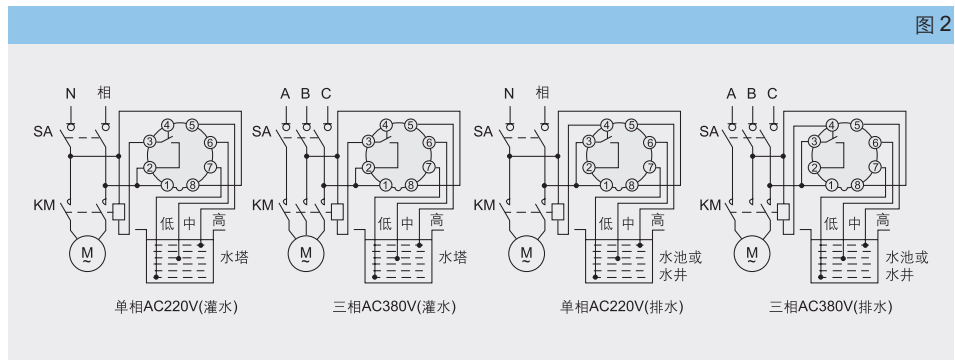 图2
N 相
SA
④ ⑤
③ ⑥
② ⑦
① ⑧
KM
低 中 高
M
~
水塔
单相AC220V(灌水)
A B C
SA
④ ⑤
③ ⑥
② ⑦
① ⑧
KM
低 中 高
M
~
水塔
三相AC380V(灌水)
N 相
SA
④ ⑤
③ ⑥
② ⑦
① ⑧
KM
低 中 高
M
~
水池或
水井
单相AC220V(排水)
A B C
SA
④ ⑤
③ ⑥
② ⑦
① ⑧
KM
低 中 高
M
~
水池或
水井
三相AC380V(排水)